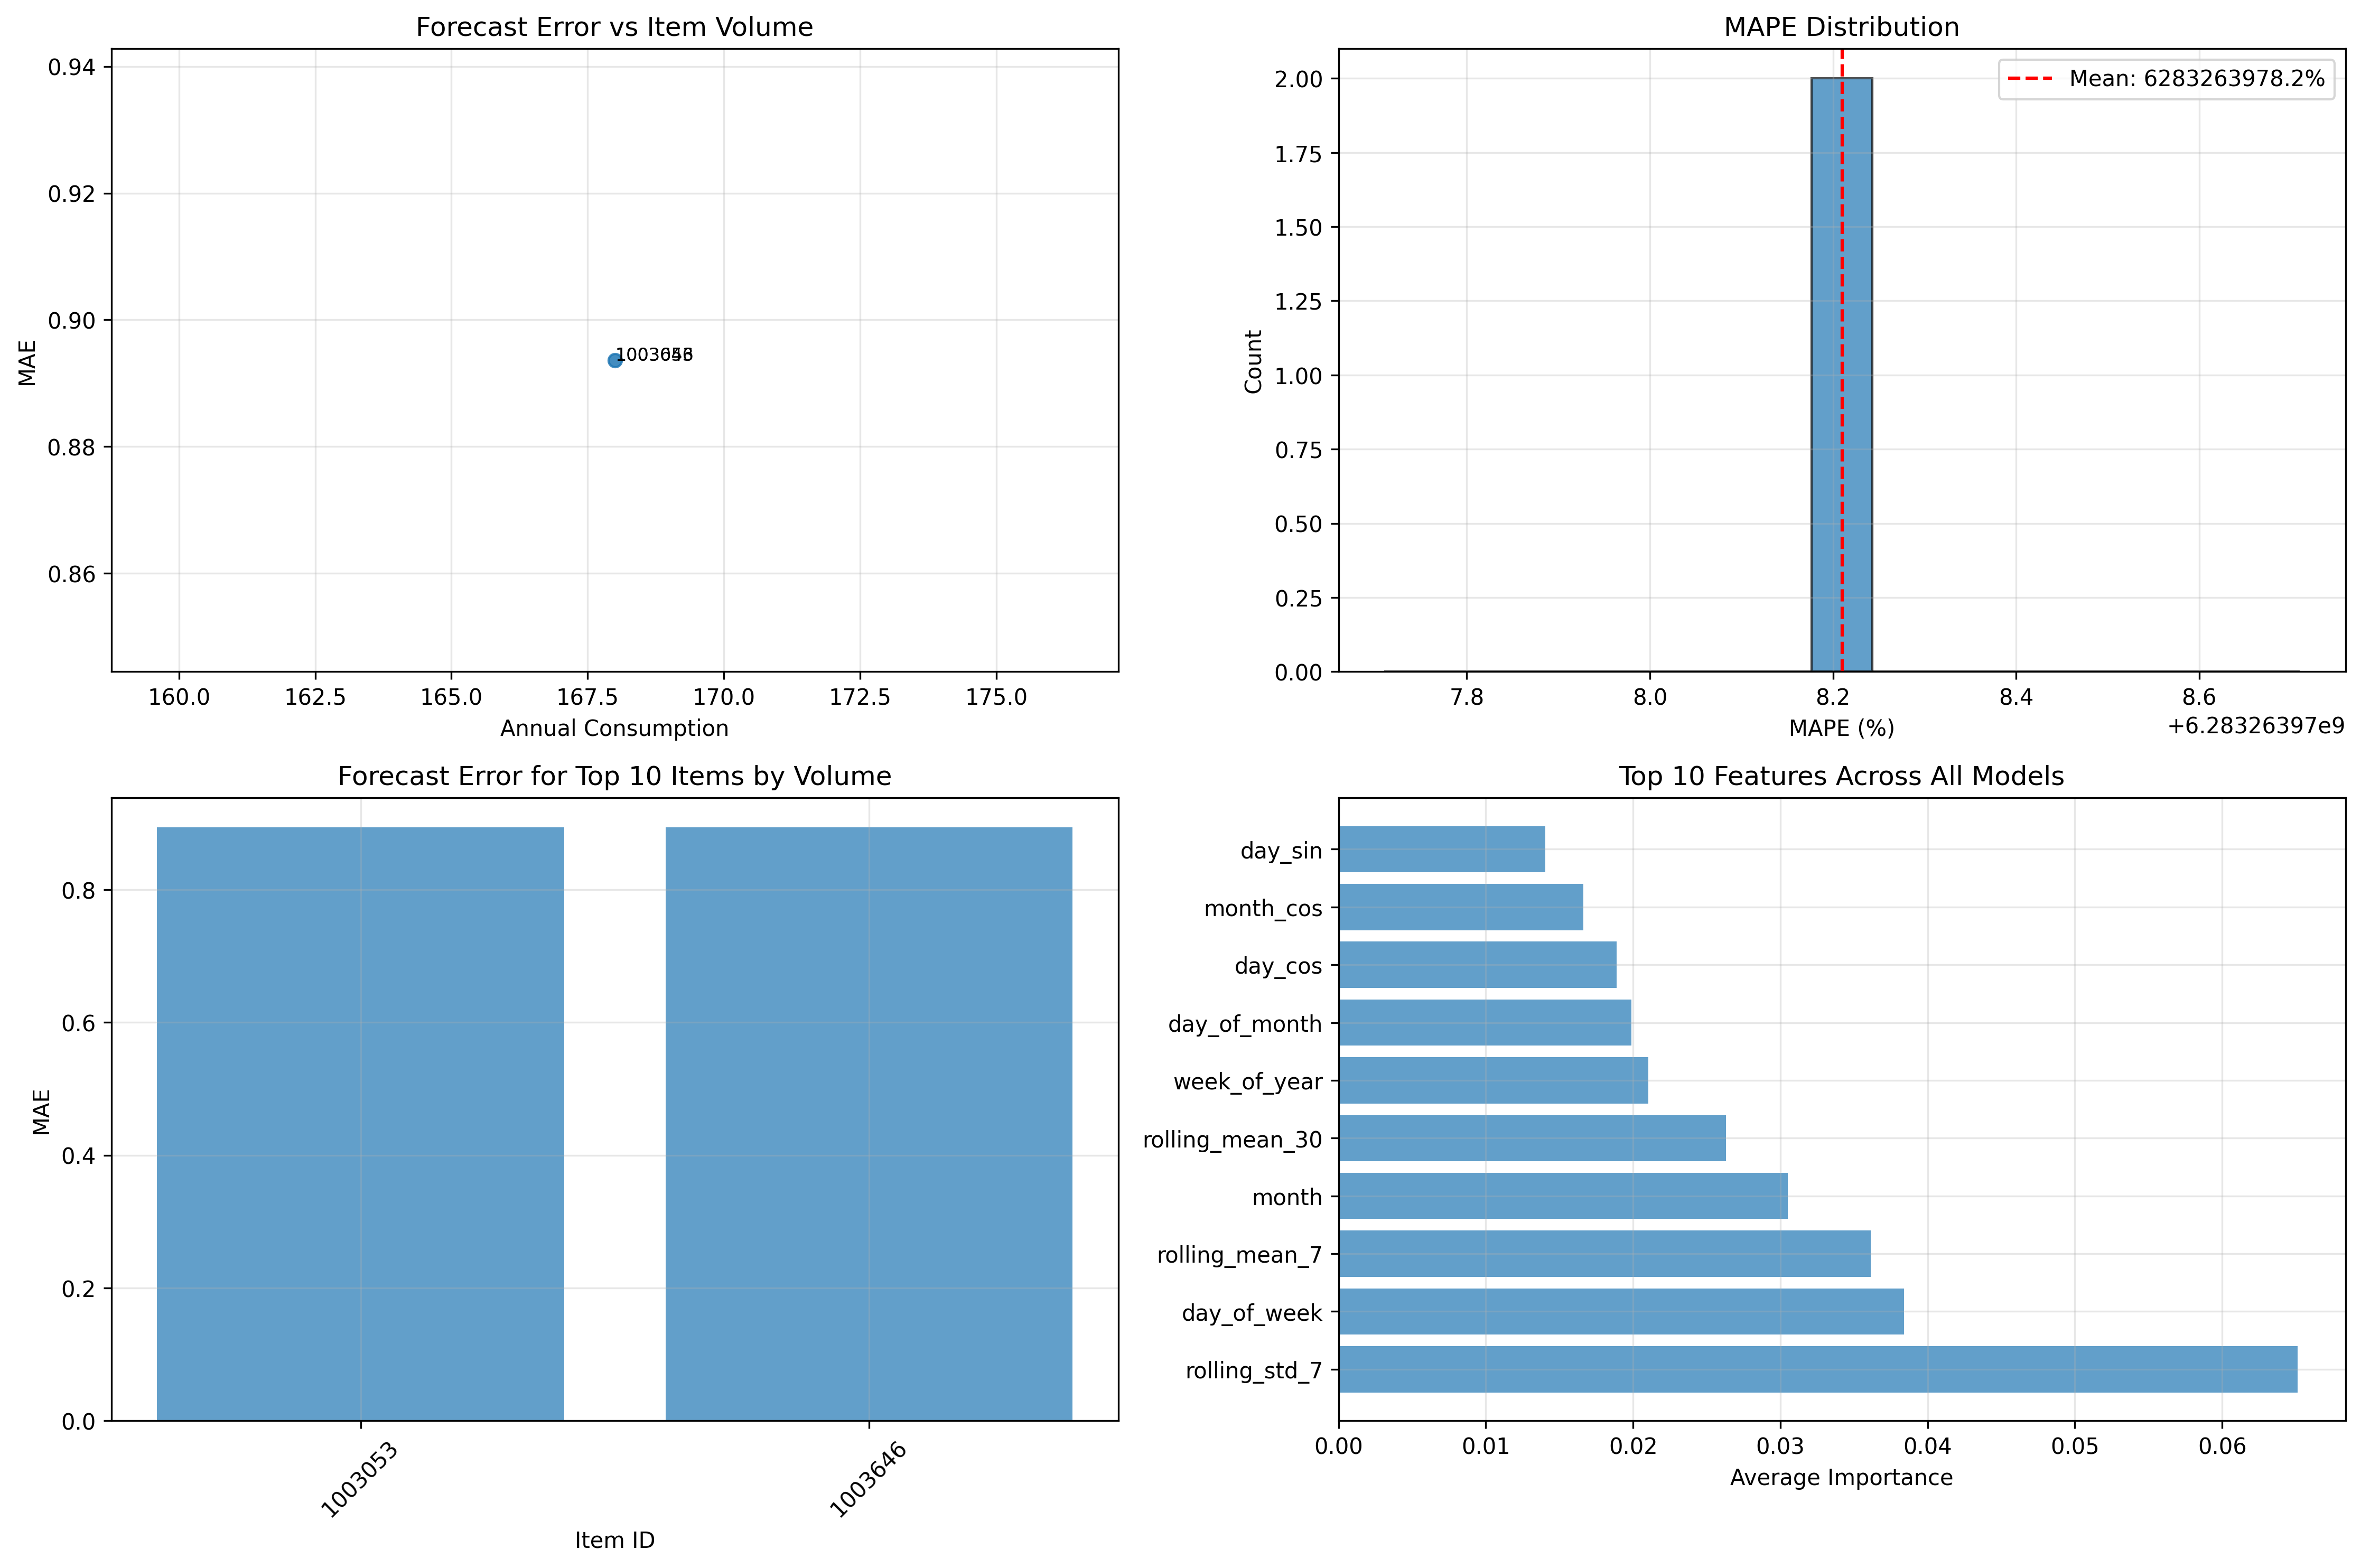 Forecast Error vs Item Volume
0.94
0.92
0.90
0.88
0.86
MAE
160.0 162.5 165.0 167.5 170.0 172.5 175.0
Annual Consumption
MAPE Distribution
Mean: 6283263978.2%
2.00
1.75
1.50
1.25
1.00
0.75
0.50
0.25
0.00
Count
7.8 8.0 8.2 8.4 8.6
MAPE (%)
+6.28326397e9
Forecast Error for Top 10 Items by Volume
0.8
0.6
0.4
0.2
0.0
MAE
1003053 1003646
Item ID
Top 10 Features Across All Models
day_sin
month_cos
day_cos
day_of_month
week_of_year
rolling_mean_30
month
rolling_mean_7
day_of_week
rolling_std_7
0.00 0.01 0.02 0.03 0.04 0.05 0.06
Average Importance